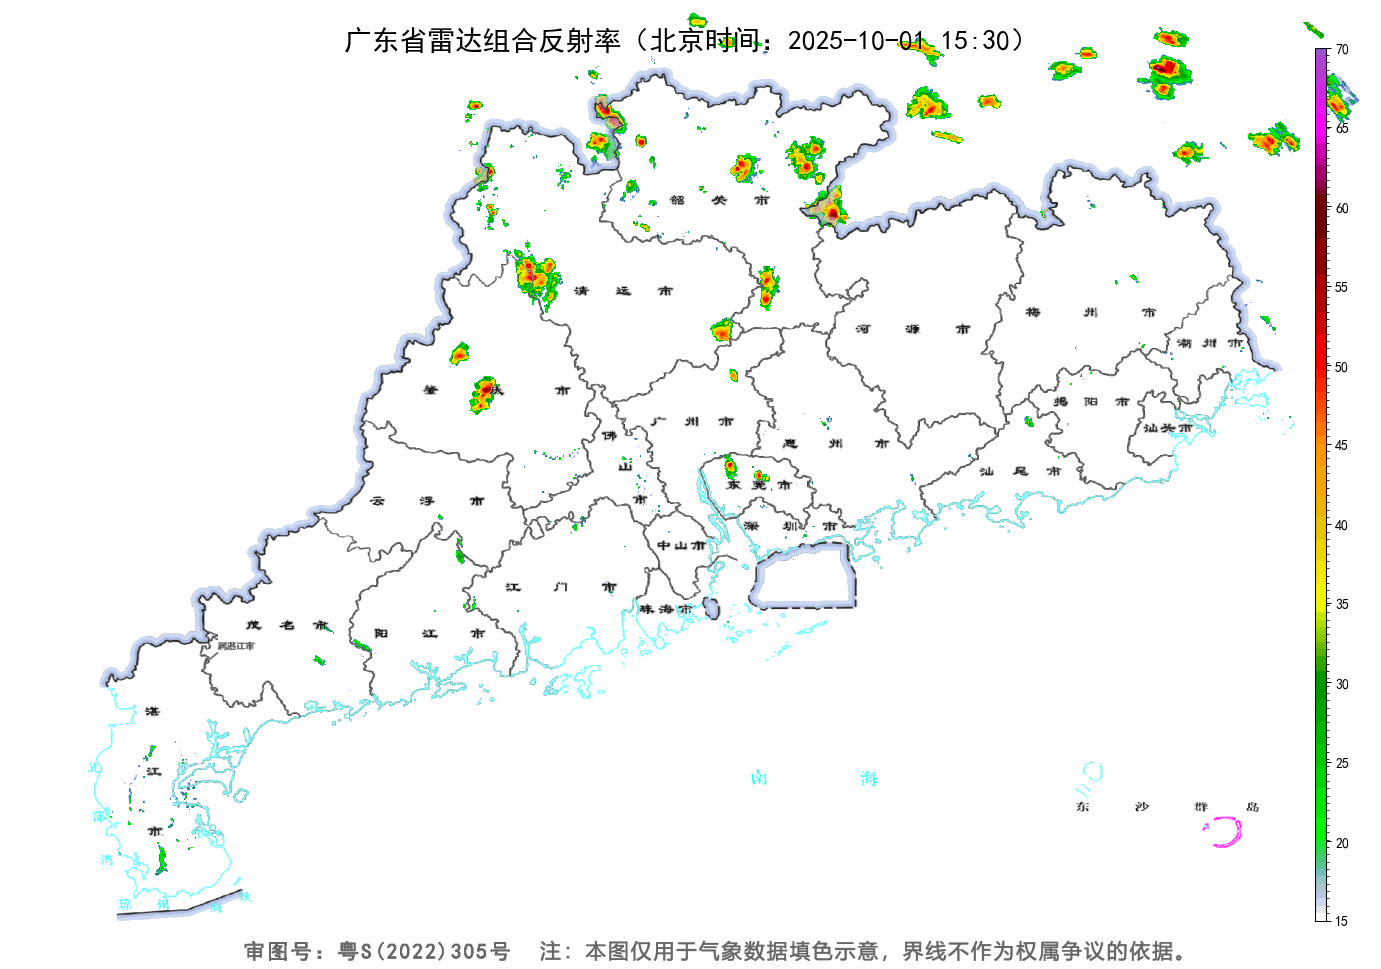 广东省雷达组合反射率（北京时间：2025-10-01 15:30）
70
65
60
55
50
45
40
35
30
25
20
15
韶关市
清远市
河源市
梅州市
潮州市
肇庆市
揭阳市
汕头市
广州市
佛山市
惠州市
汕尾市
东莞市
云浮市
深圳市
中山市
江门市
珠海市
茂名市
阳江市
属湛江市
湛江市
北部湾
南海
东沙群岛
琼州海峡
审图号：粤S(2022)305号 注：本图仅用于气象数据填色示意，界线不作为权属争议的依据。